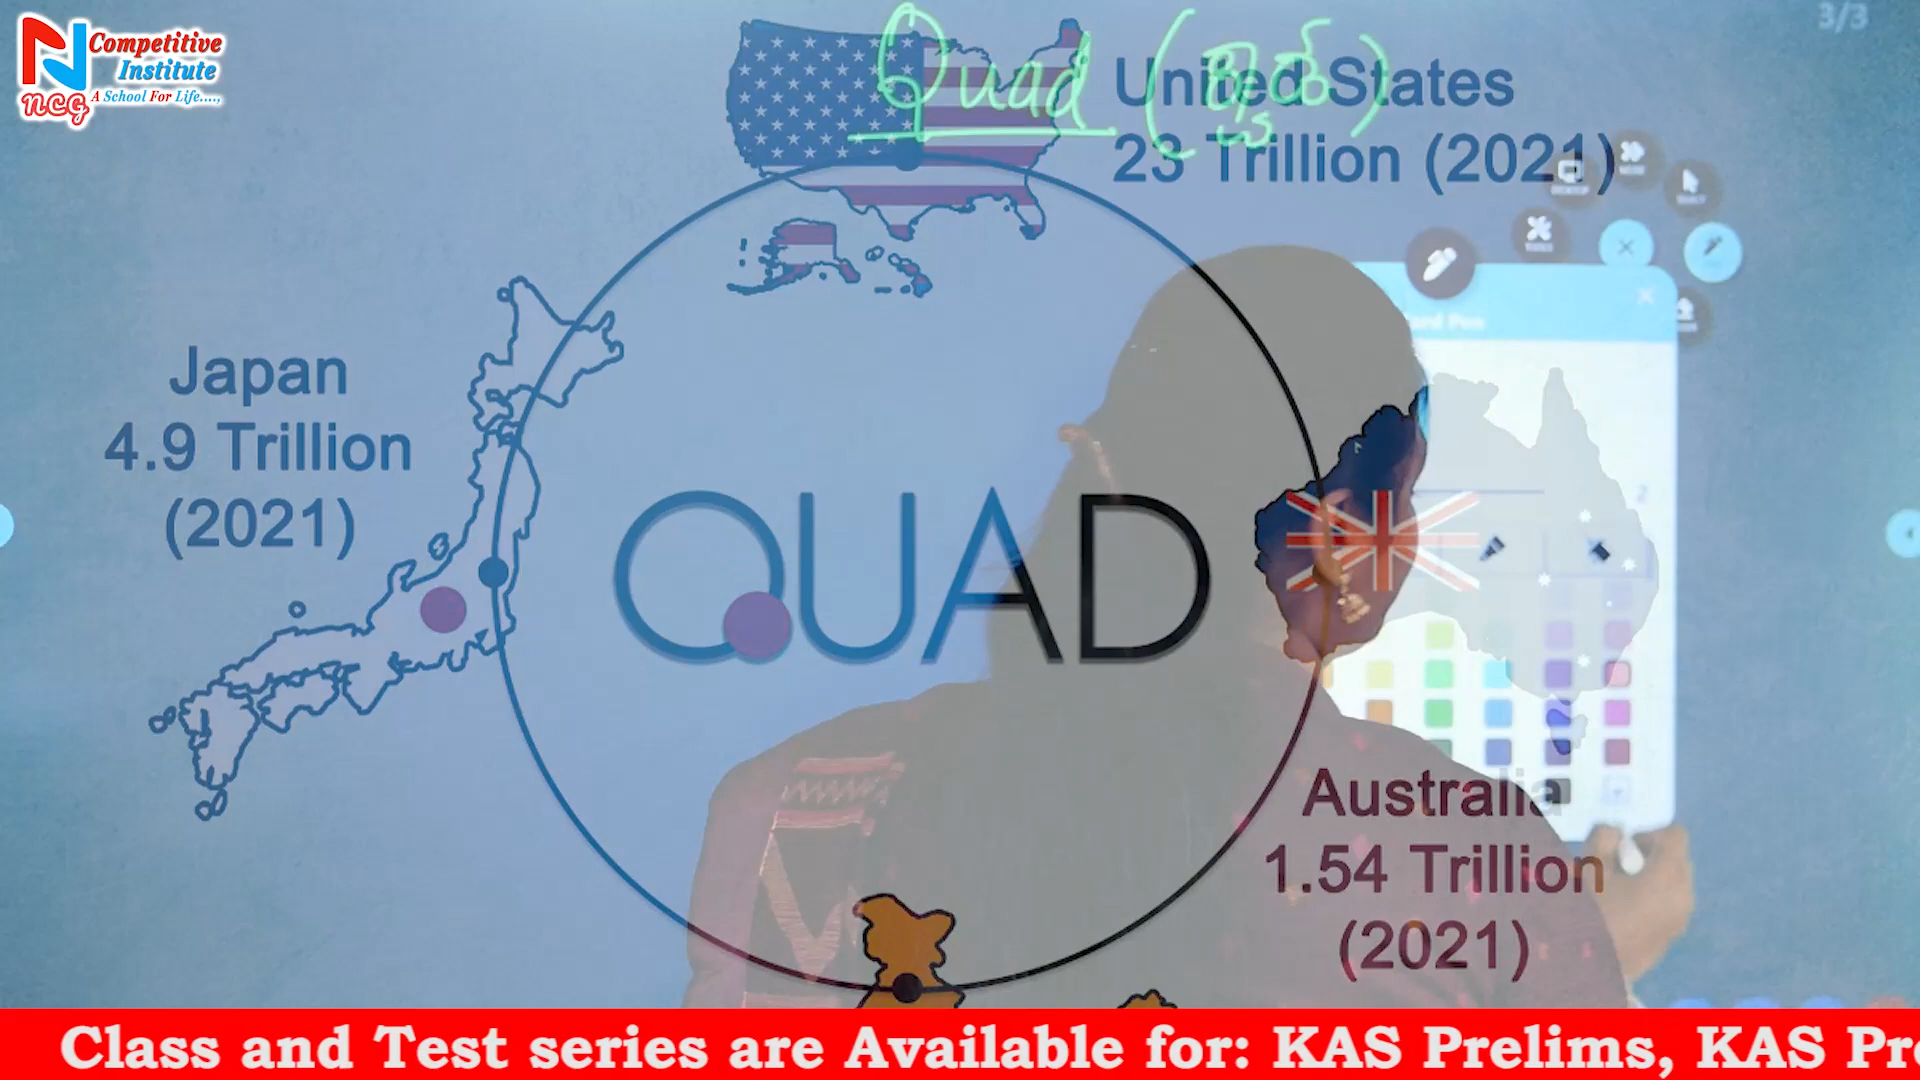 Competitive
Institute
NCG A School For Life....,
3/3
Quad (ಕ್ವಾಡ್)
United States
23 Trillion (2021)
Japan
4.9 Trillion
(2021)
QUAD
Australia
1.54 Trillion
(2021)
Class and Test series are Available for: KAS Prelims, KAS Pr